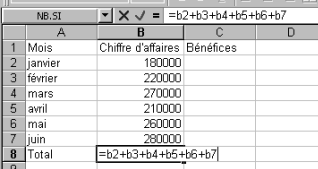 NB.SI =b2+b3+b4+b5+b6+b7
A B C D
1 Mois Chiffre d'affaires Bénéfices
2 janvier 180000
3 février 220000
4 mars 270000
5 avril 210000
6 mai 260000
7 juin 280000
8 Total =b2+b3+b4+b5+b6+b7